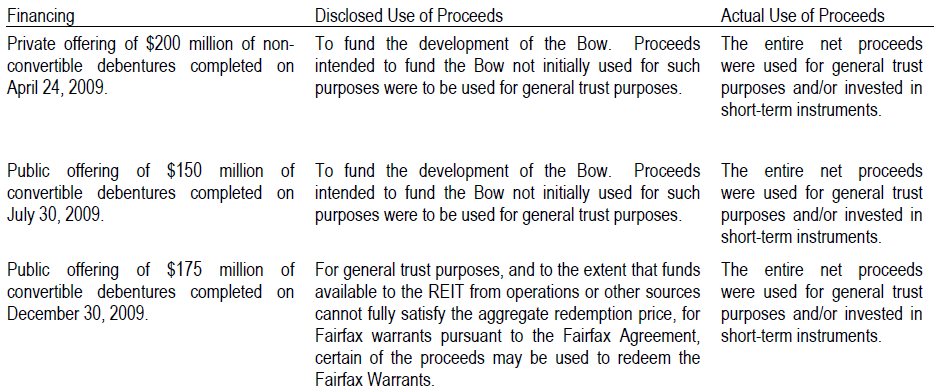 Financing Disclosed Use of Proceeds Actual Use of Proceeds
Private offering of $200 million of non-
convertible debentures completed on
April 24, 2009.
To fund the development of the Bow. Proceeds
intended to fund the Bow not initially used for such
purposes were to be used for general trust purposes.
The entire net proceeds
were used for general trust
purposes and/or invested in
short-term instruments.
Public offering of $150 million of
convertible debentures completed on
July 30, 2009.
To fund the development of the Bow. Proceeds
intended to fund the Bow not initially used for such
purposes were to be used for general trust purposes.
The entire net proceeds
were used for general trust
purposes and/or invested in
short-term instruments.
Public offering of $175 million of
convertible debentures completed on
December 30, 2009.
For general trust purposes, and to the extent that funds
available to the REIT from operations or other sources
cannot fully satisfy the aggregate redemption price, for
Fairfax warrants pursuant to the Fairfax Agreement,
certain of the proceeds may be used to redeem the
Fairfax Warrants.
The entire net proceeds
were used for general trust
purposes and/or invested in
short-term instruments.